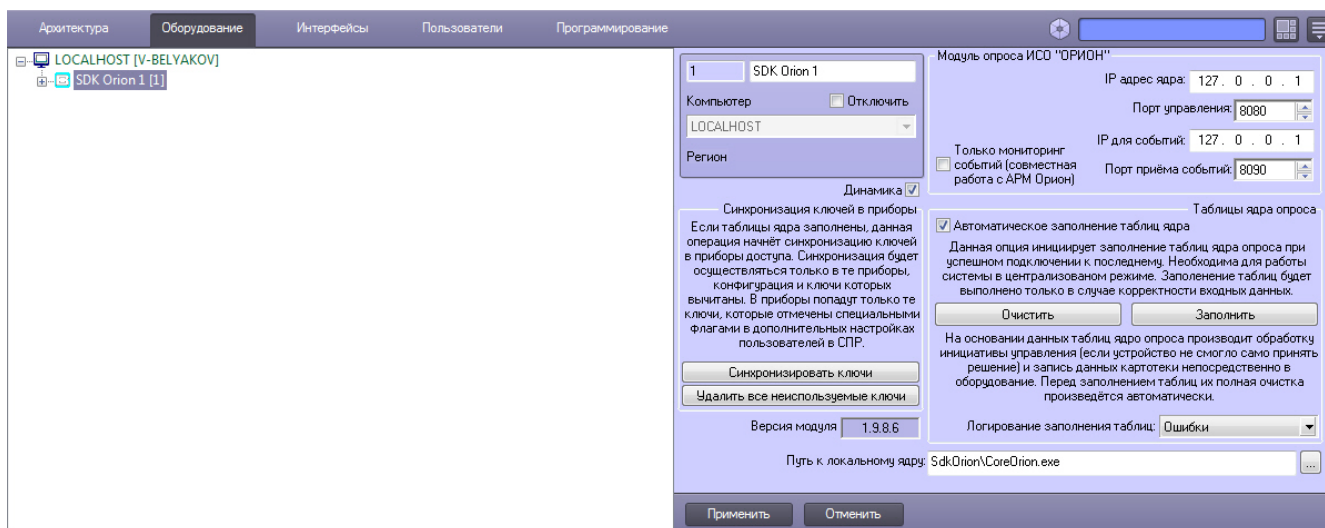 Архитектура
Оборудование
Интерфейсы
Пользователи
Программирование
LOCALHOST [V-BELYAKOV]
SDK Orion 1 [1]
1
SDK Orion 1
Компьютер
Отключить
LOCALHOST
Регион
Динамика
Синхронизация ключей в приборы
Если таблицы ядра заполнены, данная
операция начнёт синхронизацию ключей
в приборы доступа. Синхронизация будет
осуществляться только в те приборы,
конфигурация и ключи которых
вычитаны. В приборы попадут только те
ключи, которые отмечены специальными
флагами в дополнительных настройках
пользователей в СПР.
Синхронизировать ключи
Удалить все неиспользуемые ключи
Версия модуля 1.9.8.6
Модуль опроса ИСО "ОРИОН"
IP адрес ядра: 127 . 0 . 0 . 1
Порт управления: 8080
IP для событий: 127 . 0 . 0 . 1
Порт приёма событий: 8090
Только мониторинг
событий (совместная
работа с АРМ Орион)
Таблицы ядра опроса
Автоматическое заполнение таблиц ядра
Данная опция инициирует заполнение таблиц ядра опроса при
успешном подключении к последнему. Необходима для работы
системы в централизованом режиме. Заполенение таблиц будет
выполнено только в случае корректности входных данных.
Очистить
Заполнить
На основании данных таблиц ядро опроса производит обработку
инициативы управления (если устройство не смогло само принять
решение) и запись данных картотеки непосредственно в
оборудование. Перед заполнением таблиц их полная очистка
произведётся автоматически.
Логирование заполнения таблиц: Ошибки
Путь к локальному ядру: SdkOrion\CoreOrion.exe
...
Применить
Отменить